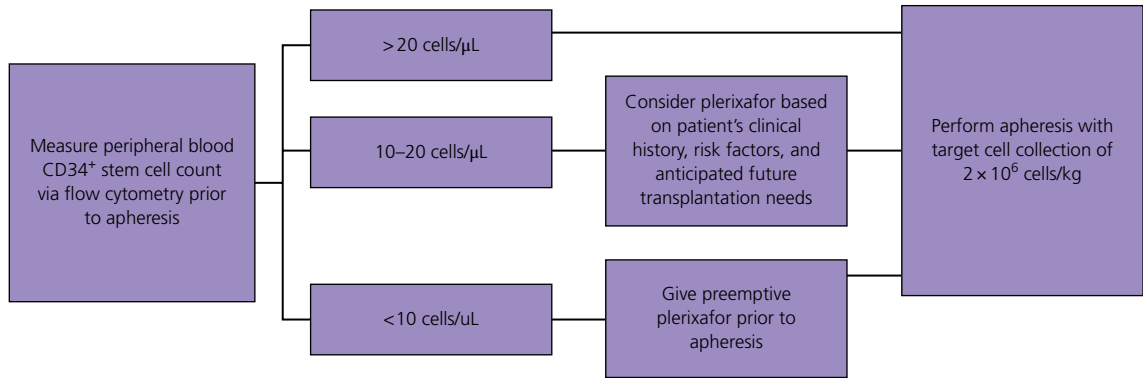 Measure peripheral blood
CD34⁺ stem cell count
via flow cytometry prior
to apheresis
>20 cells/μL
10–20 cells/μL
<10 cells/uL
Consider plerixafor based
on patient’s clinical
history, risk factors, and
anticipated future
transplantation needs
Give preemptive
plerixafor prior to
apheresis
Perform apheresis with
target cell collection of
2 × 10⁶ cells/kg